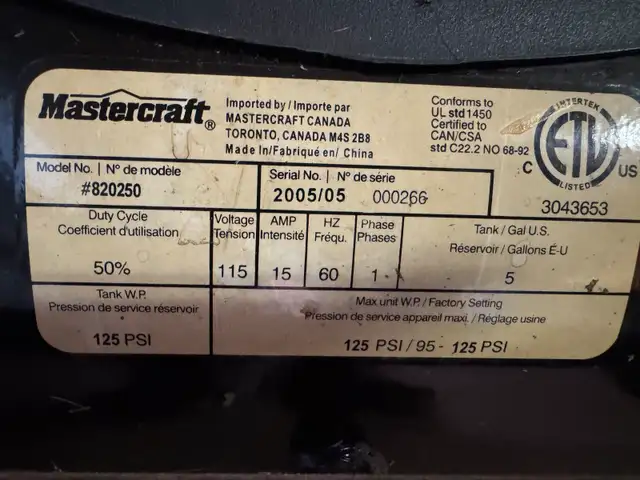 Mastercraft®
Imported by / Importe par
MASTERCRAFT CANADA
TORONTO, CANADA M4S 2B8
Made In/Fabriqué en/ China
Conforms to
UL std1450
Certified to
CAN/CSA
std C22.2 NO 68-92
INTERTEK
ETL
LISTED
C US
3043653
Model No. | Nº de modèle
#820250
Serial No. | Nº de série
2005/05 000266
Duty Cycle
Coefficient d'utilisation
50%
Voltage
Tension
115
AMP
Intensité
15
HZ
Fréqu.
60
Phase
Phases
1
Tank / Gal U.S.
Réservoir / Gallons É-U
5
Tank W.P.
Pression de service réservoir
125 PSI
Max unit W.P. / Factory Setting
Pression de service appareil maxi. / Réglage usine
125 PSI / 95 - 125 PSI